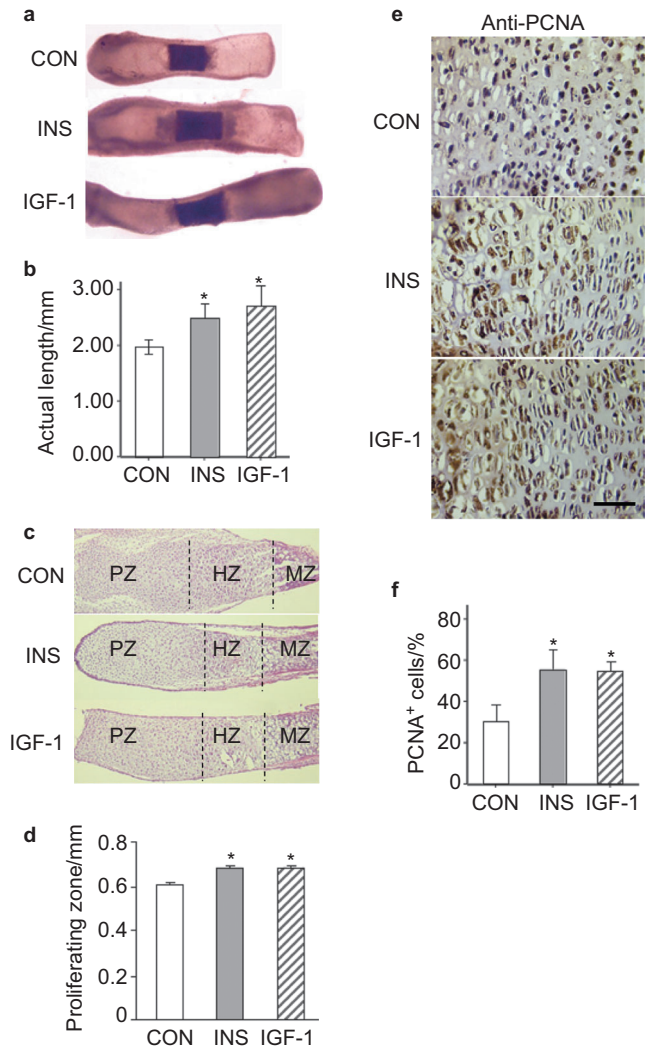 a
CON
INS
IGF-1
b
Actual length/mm
3.00
2.00
1.00
0.00
*
*
CON INS IGF-1
c
CON
PZ HZ MZ
INS
PZ HZ MZ
IGF-1
PZ HZ MZ
d
Proliferating zone/mm
0.8
0.6
0.4
0.2
0
*
*
CON INS IGF-1
e
Anti-PCNA
CON
INS
IGF-1
f
PCNA+ cells/%
80
60
40
20
0
*
*
CON INS IGF-1